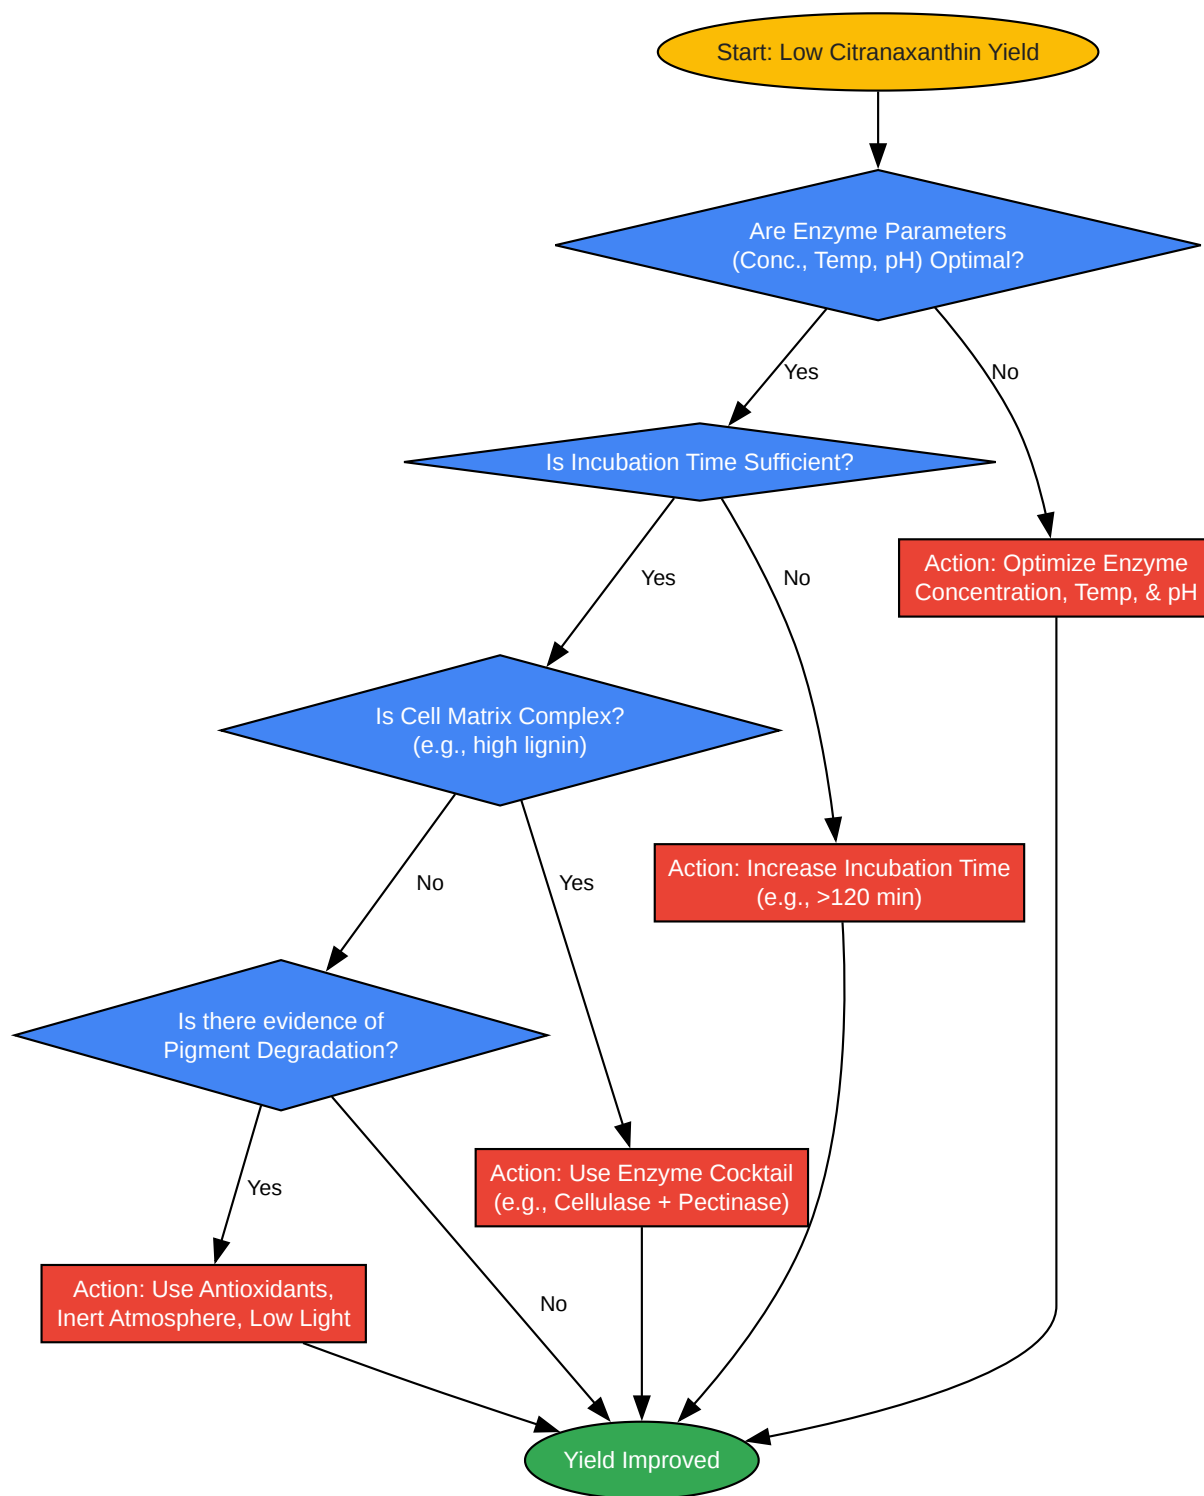 Start: Low Citranaxanthin Yield
Are Enzyme Parameters
(Conc., Temp, pH) Optimal?
Yes
No
Is Incubation Time Sufficient?
Yes
No
Action: Optimize Enzyme
Concentration, Temp, & pH
Is Cell Matrix Complex?
(e.g., high lignin)
No
Yes
Action: Increase Incubation Time
(e.g., >120 min)
Is there evidence of
Pigment Degradation?
Yes
No
Action: Use Enzyme Cocktail
(e.g., Cellulase + Pectinase)
Action: Use Antioxidants,
Inert Atmosphere, Low Light
Yield Improved